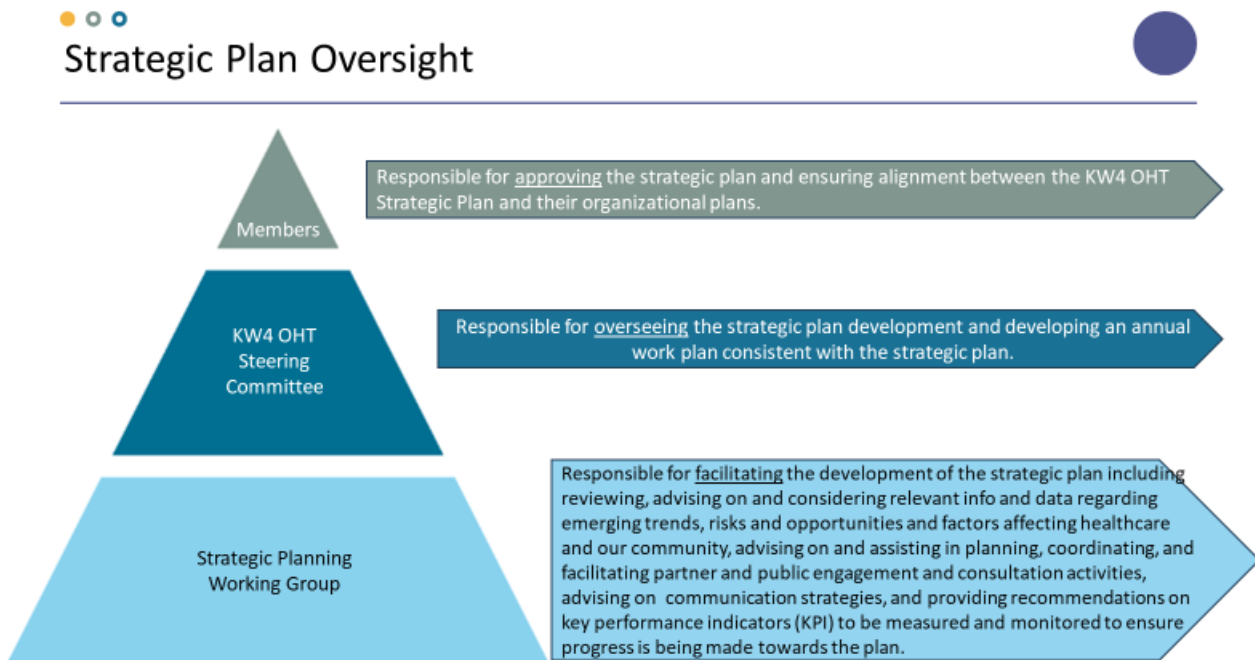 Strategic Plan Oversight
Members
Responsible for approving the strategic plan and ensuring alignment between the KW4 OHT
Strategic Plan and their organizational plans.
KW4 OHT
Steering
Committee
Responsible for overseeing the strategic plan development and developing an annual
work plan consistent with the strategic plan.
Strategic Planning
Working Group
Responsible for facilitating the development of the strategic plan including
reviewing, advising on and considering relevant info and data regarding
emerging trends, risks and opportunities and factors affecting healthcare
and our community, advising on and assisting in planning, coordinating, and
facilitating partner and public engagement and consultation activities,
advising on communication strategies, and providing recommendations on
key performance indicators (KPI) to be measured and monitored to ensure
progress is being made towards the plan.